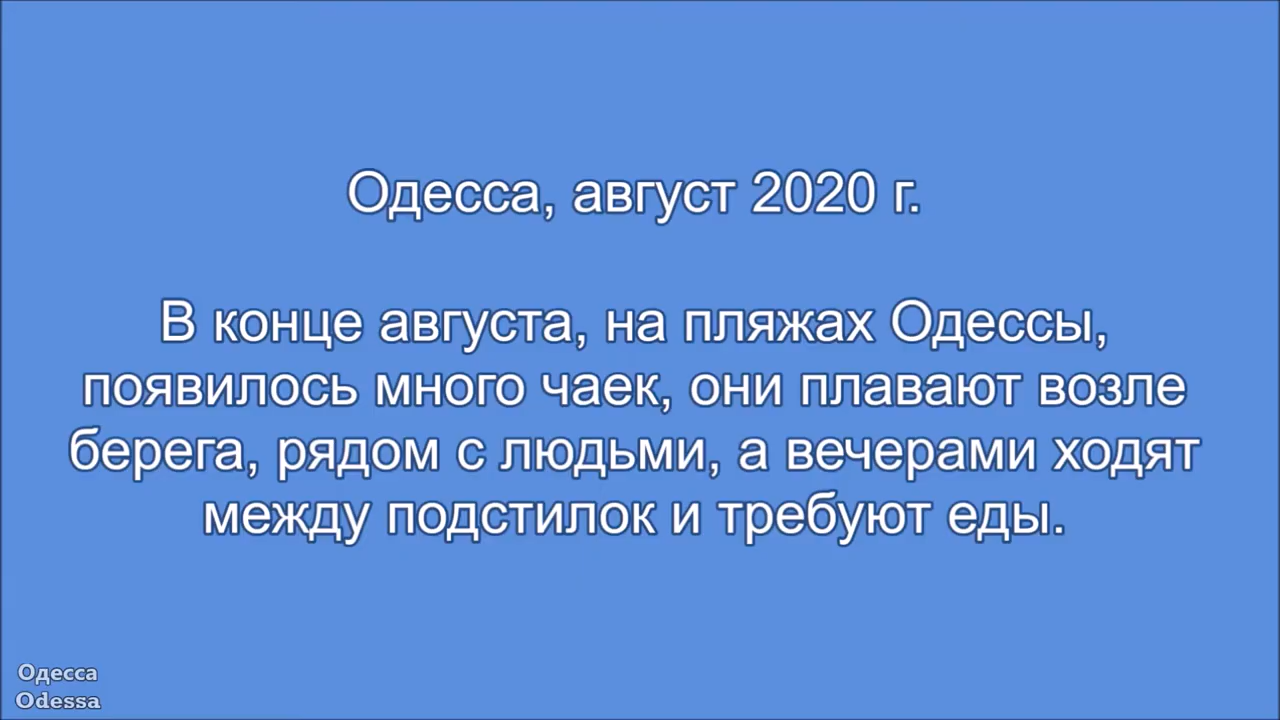 Одесса, август 2020 г.
В конце августа, на пляжах Одессы,
появилось много чаек, они плавают возле
берега, рядом с людьми, а вечерами ходят
между подстилок и требуют еды.
Одесса
Odessa